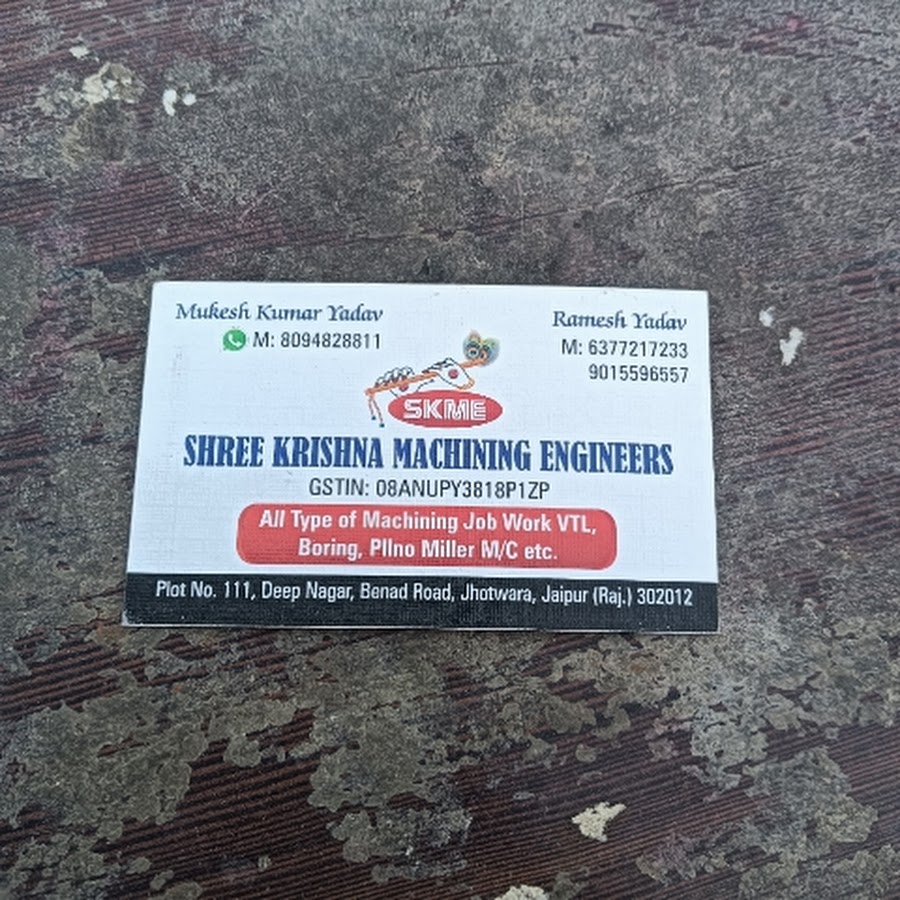 Mukesh Kumar Yadav
M: 8094828811
Ramesh Yadav
M: 6377217233
9015596557
SKME
SHREE KRISHNA MACHINING ENGINEERS
GSTIN: 08ANUPY3818P1ZP
All Type of Machining Job Work VTL,
Boring, Pllno Miller M/C etc.
Plot No. 111, Deep Nagar, Benad Road, Jhotwara, Jaipur (Raj.) 302012